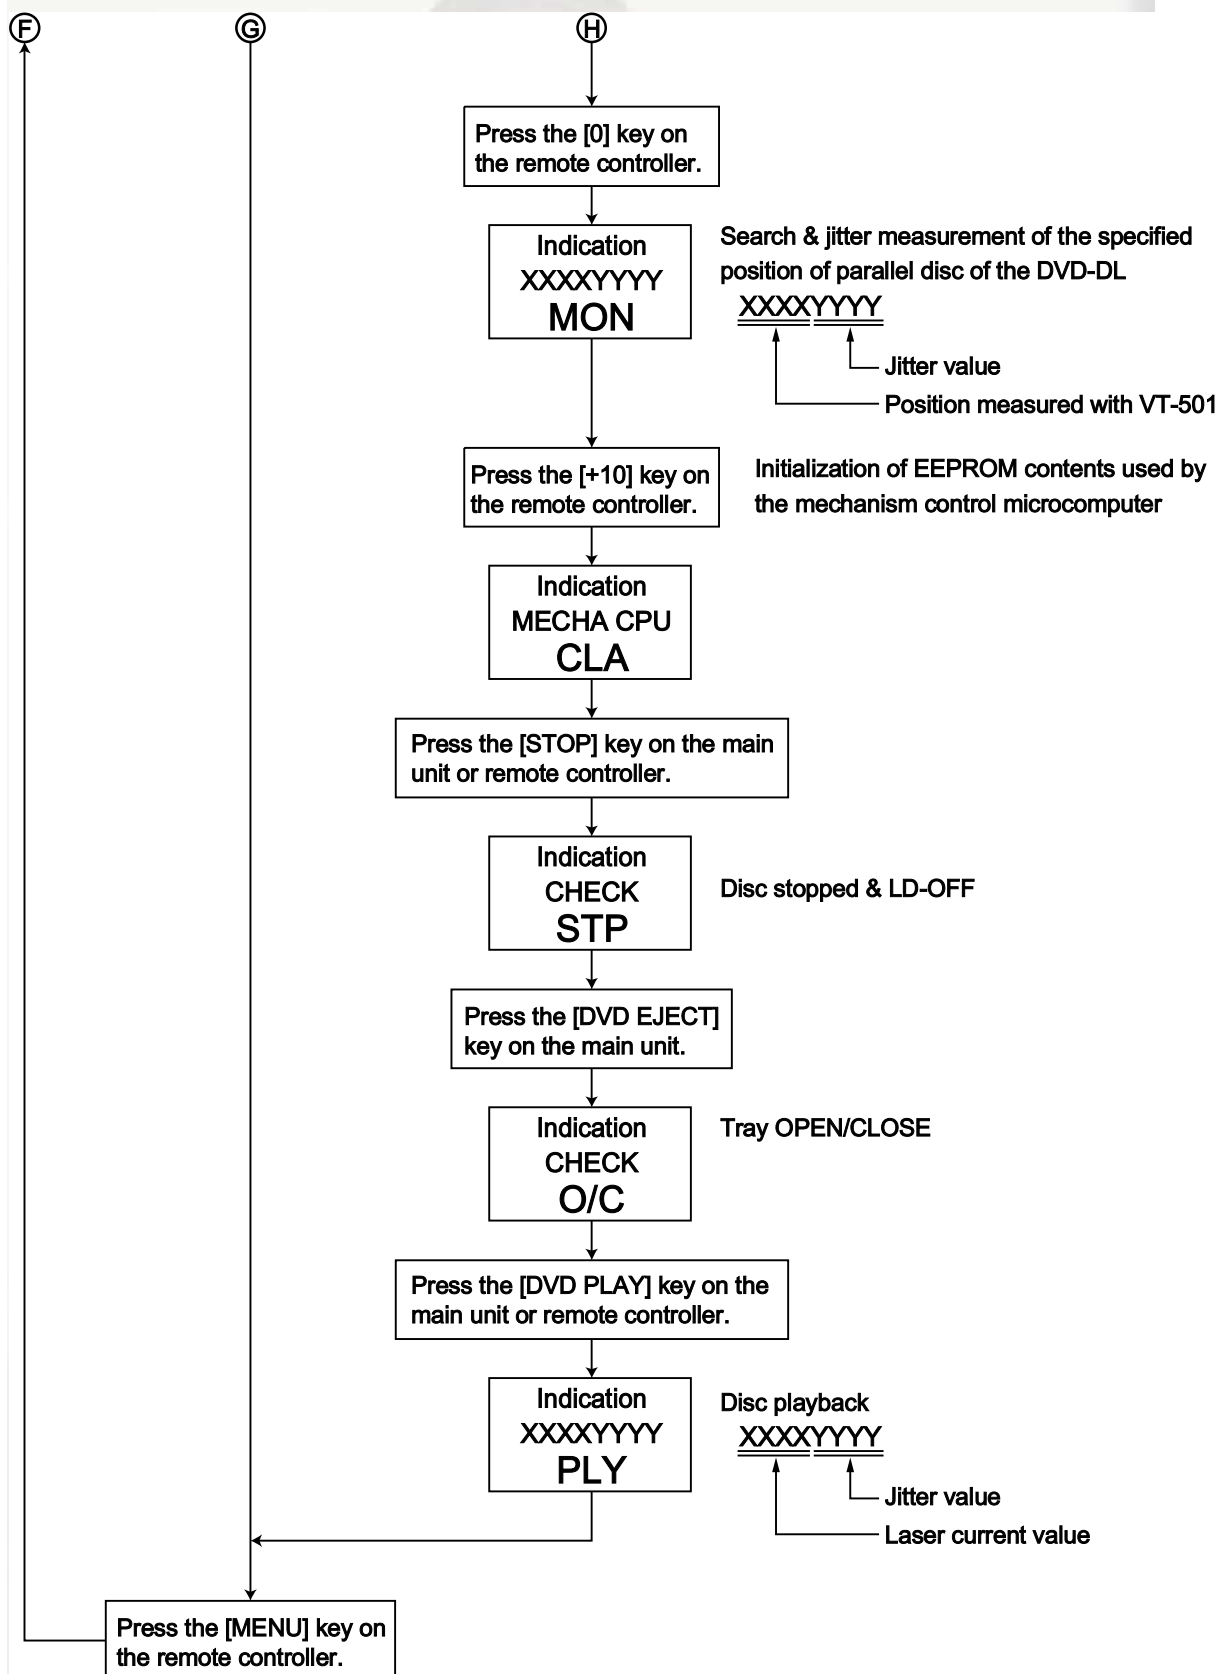 F
G
H
Press the [0] key on
the remote controller.
Indication
XXXXYYYY
MON
Search & jitter measurement of the specified
position of parallel disc of the DVD-DL
XXXXYYYY
Jitter value
Position measured with VT-501
Press the [+10] key on
the remote controller.
Initialization of EEPROM contents used by
the mechanism control microcomputer
Indication
MECHA CPU
CLA
Press the [STOP] key on the main
unit or remote controller.
Indication
CHECK
STP
Disc stopped & LD-OFF
Press the [DVD EJECT]
key on the main unit.
Indication
CHECK
O/C
Tray OPEN/CLOSE
Press the [DVD PLAY] key on the
main unit or remote controller.
Indication
XXXXYYYY
PLY
Disc playback
XXXXYYYY
Jitter value
Laser current value
Press the [MENU] key on
the remote controller.